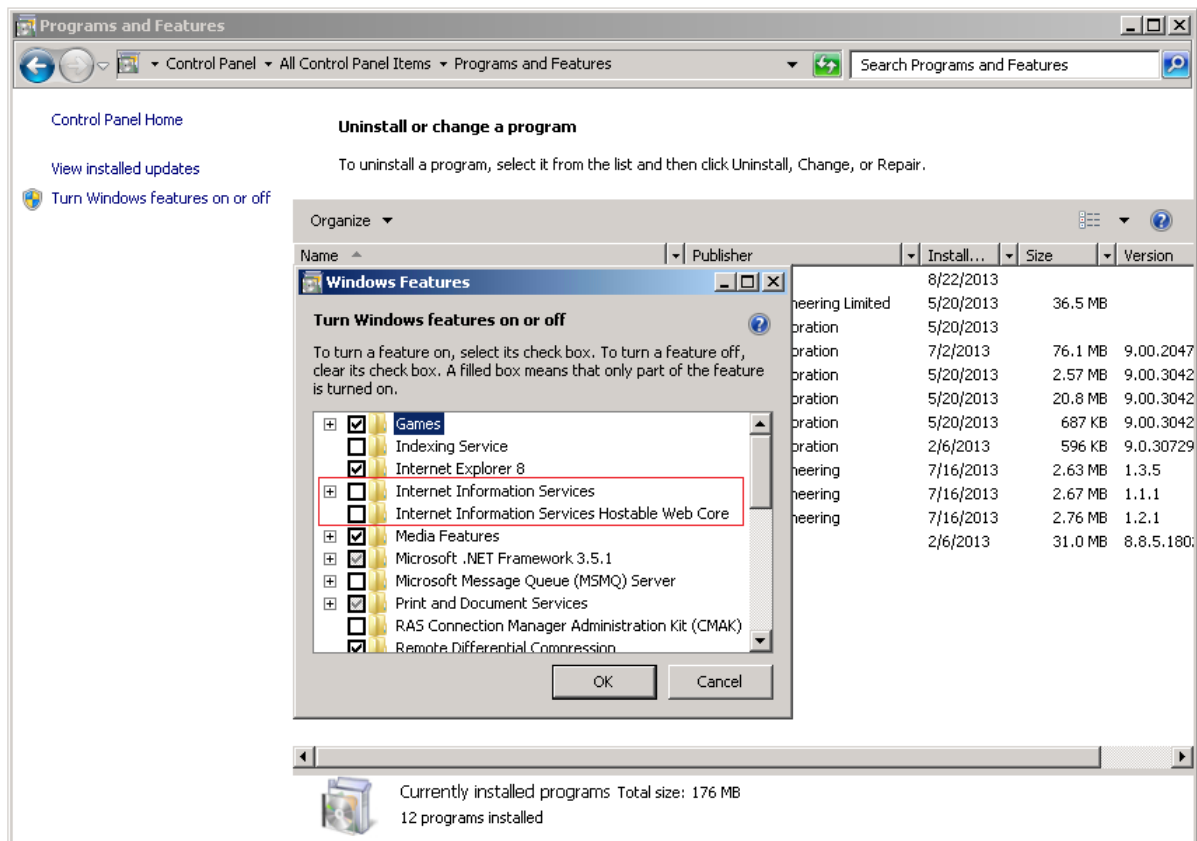 Programs and Features
Control Panel All Control Panel Items Programs and Features Search Programs and Features
Control Panel Home
View installed updates
Turn Windows features on or off
Uninstall or change a program
To uninstall a program, select it from the list and then click Uninstall, Change, or Repair.
Organize
Name Publisher Install... Size Version
8/22/2013
neering Limited 5/20/2013 36.5 MB
oration 5/20/2013
oration 7/2/2013 76.1 MB 9.00.2047
oration 5/20/2013 2.57 MB 9.00.3042
oration 5/20/2013 20.8 MB 9.00.3042
oration 5/20/2013 687 KB 9.00.3042
oration 2/6/2013 596 KB 9.0.30729
neering 7/16/2013 2.63 MB 1.3.5
neering 7/16/2013 2.67 MB 1.1.1
neering 7/16/2013 2.76 MB 1.2.1
2/6/2013 31.0 MB 8.8.5.180
Windows Features
Turn Windows features on or off
To turn a feature on, select its check box. To turn a feature off,
clear its check box. A filled box means that only part of the feature
is turned on.
Games
Indexing Service
Internet Explorer 8
Internet Information Services
Internet Information Services Hostable Web Core
Media Features
Microsoft .NET Framework 3.5.1
Microsoft Message Queue (MSMQ) Server
Print and Document Services
RAS Connection Manager Administration Kit (CMAK)
Remote Differential Compression
OK Cancel
Currently installed programs Total size: 176 MB
12 programs installed